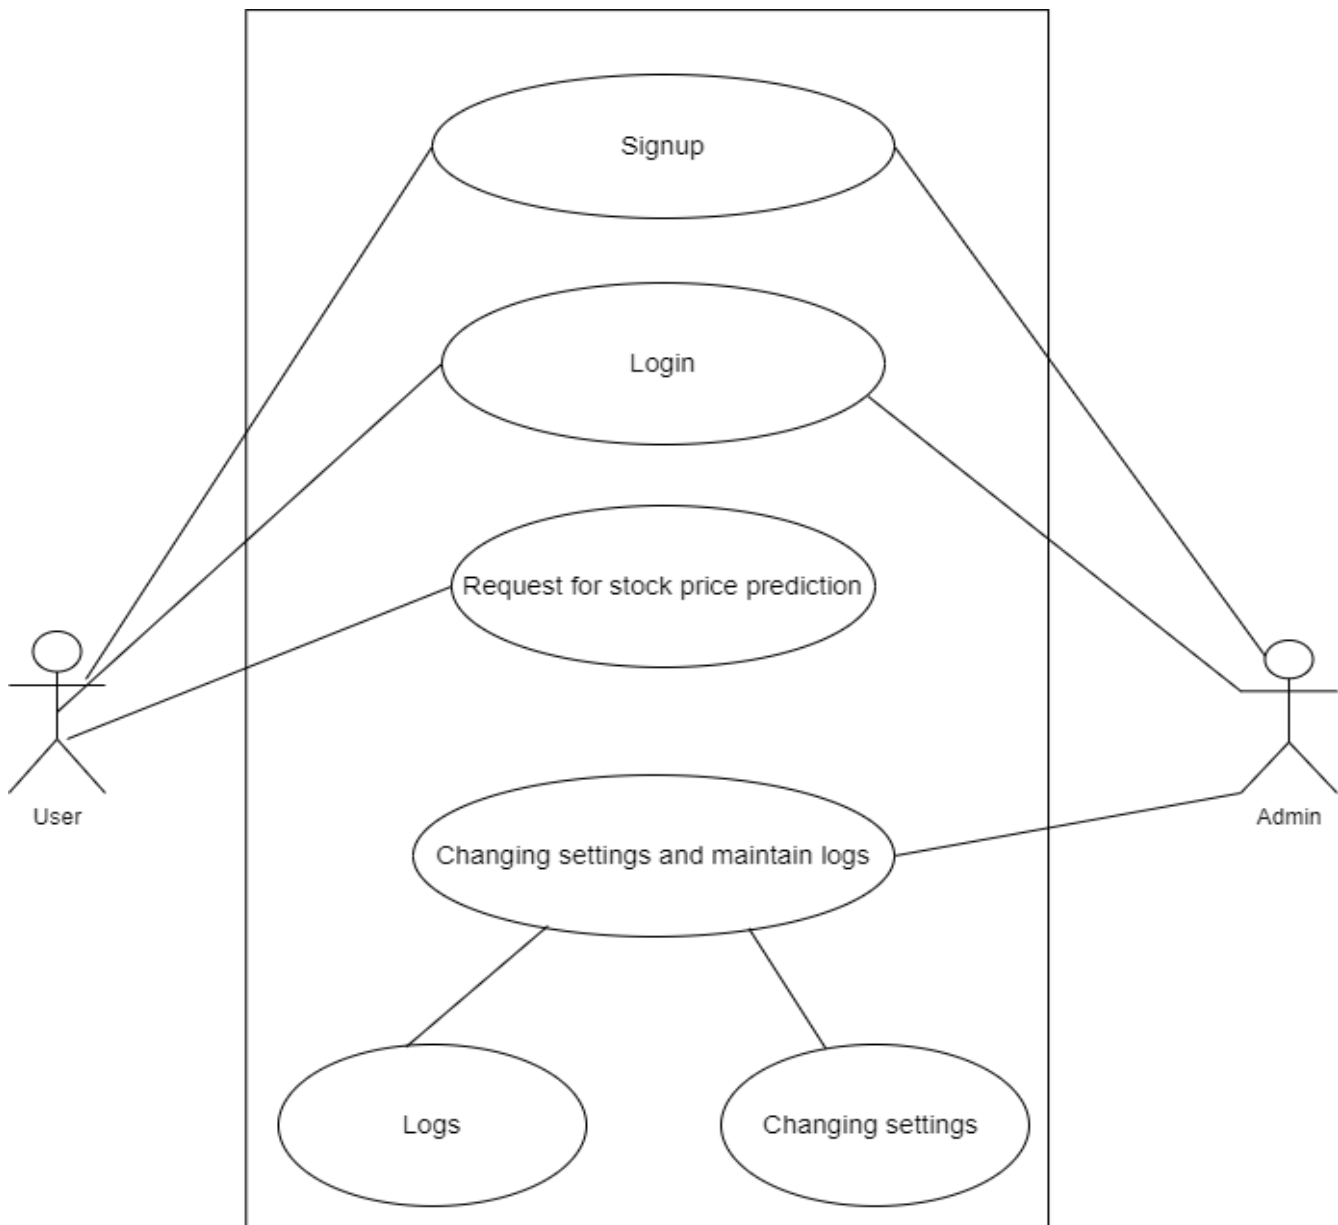 Signup
Login
Request for stock price prediction
User
Admin
Changing settings and maintain logs
Logs
Changing settings